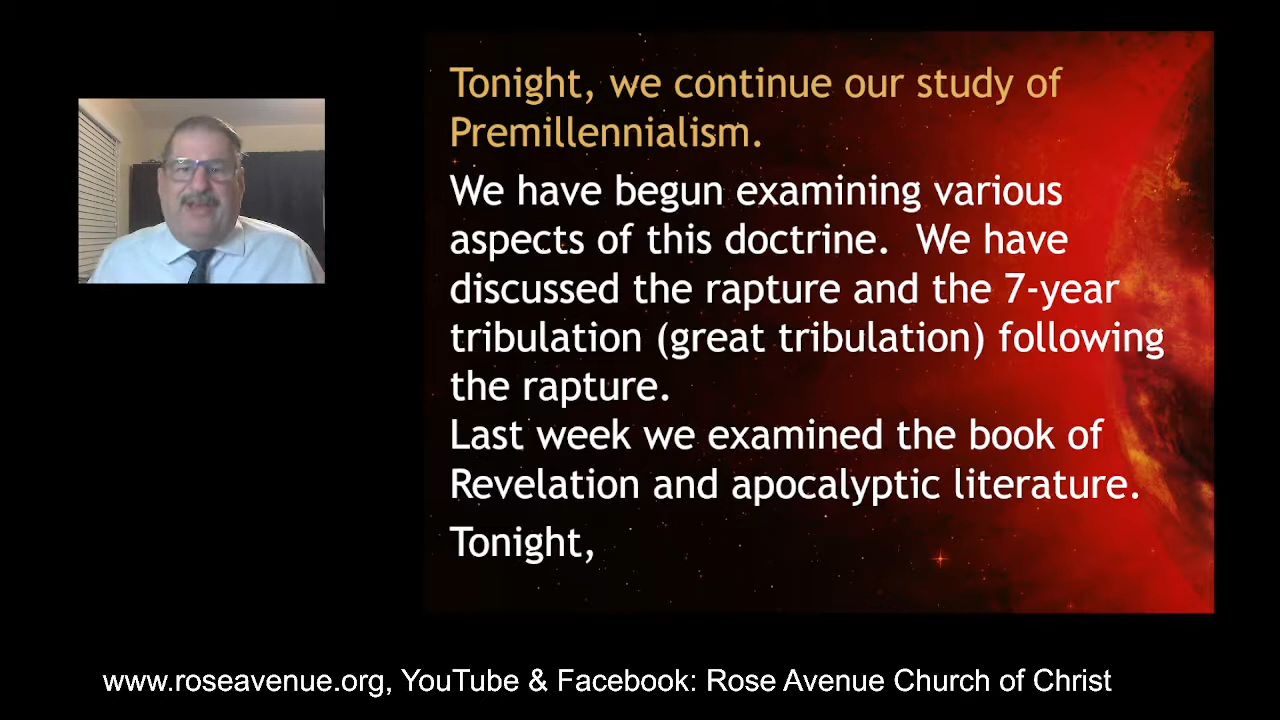 Tonight, we continue our study of
Premillennialism.
We have begun examining various
aspects of this doctrine.  We have
discussed the rapture and the 7-year
tribulation (great tribulation) following
the rapture.
Last week we examined the book of
Revelation and apocalyptic literature.
Tonight,
www.roseavenue.org, YouTube & Facebook: Rose Avenue Church of Christ